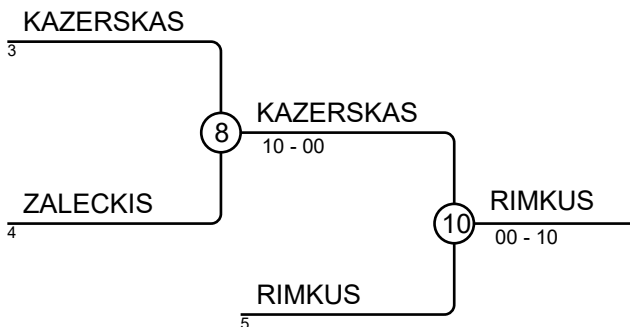 KAZERSKAS
3
8
KAZERSKAS
10 - 00
ZALECKIS
4
10
RIMKUS
00 - 10
RIMKUS
5